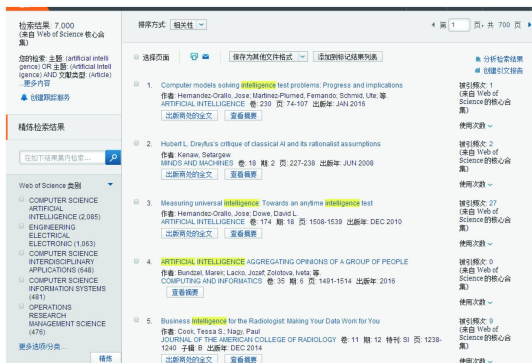 检索结果: 7.000
(来自 Web of Science 核心合
集)
您的检索: 主题: (artificial intelli
gence) OR 主题: (Artificial Intel
ligence) AND 文献类型: (Article)
...更多内容
创建跟踪服务
精炼检索结果
在如下结果集内检索...
Web of Science 类别
COMPUTER SCIENCE
ARTIFICIAL
INTELLIGENCE (2,085)
ENGINEERING
ELECTRICAL
ELECTRONIC (1,063)
COMPUTER SCIENCE
INTERDISCIPLINARY
APPLICATIONS (648)
COMPUTER SCIENCE
INFORMATION SYSTEMS
(481)
OPERATIONS
RESEARCH
MANAGEMENT SCIENCE
(476)
更多选项/分类...
精炼
排序方式: 相关性
第 1 页, 共 700 页
选择页面
保存为其他文件格式
添加到标记结果列表
分析检索结果
创建引文报告
1. Computer models solving intelligence test problems: Progress and implications
作者: Hernandez-Orallo, Jose; Martinez-Plumed, Fernando; Schmid, Ute; 等.
ARTIFICIAL INTELLIGENCE 卷: 230 页: 74-107 出版年: JAN 2016
出版商处的全文 查看摘要
被引频次: 1
(来自 Web of
Science 的核心合
集)
使用次数
2. Hubert L. Dreyfus's critique of classical AI and its rationalist assumptions
作者: Kenaw, Setargew
MINDS AND MACHINES 卷: 18 期: 2 页: 227-238 出版年: JUN 2008
出版商处的全文 查看摘要
被引频次: 2
(来自 Web of
Science 的核心合
集)
使用次数
3. Measuring universal intelligence: Towards an anytime intelligence test
作者: Hernandez-Orallo, Jose; Dowe, David L.
ARTIFICIAL INTELLIGENCE 卷: 174 期: 18 页: 1508-1539 出版年: DEC 2010
出版商处的全文 查看摘要
被引频次: 27
(来自 Web of
Science 的核心合
集)
使用次数
4. ARTIFICIAL INTELLIGENCE AGGREGATING OPINIONS OF A GROUP OF PEOPLE
作者: Bundzel, Marek; Lacko, Jozef; Zolotova, Iveta; 等.
COMPUTING AND INFORMATICS 卷: 35 期: 6 页: 1491-1514 出版年: 2016
查看摘要
被引频次: 0
(来自 Web of
Science 的核心合
集)
使用次数
5. Business Intelligence for the Radiologist: Making Your Data Work for You
作者: Cook, Tessa S.; Nagy, Paul
JOURNAL OF THE AMERICAN COLLEGE OF RADIOLOGY 卷: 11 期: 12 特刊: SI 页: 1238-
1240 子辑: B 出版年: DEC 2014
出版商处的全文 查看摘要
被引频次: 9
(来自 Web of
Science 的核心合
集)
使用次数